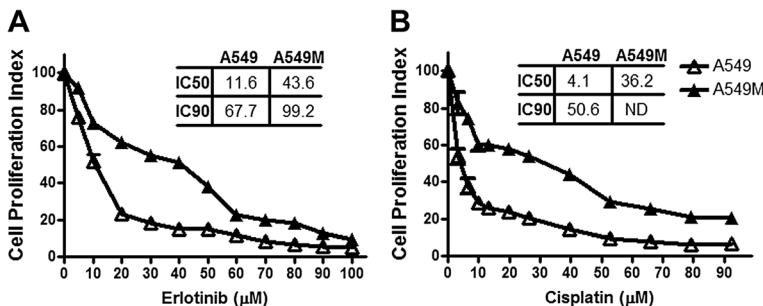 A
B
A549 A549M
IC50 11.6 43.6
IC90 67.7 99.2
A549 A549M
IC50 4.1 36.2
IC90 50.6 ND
A549
A549M
Cell Proliferation Index
100
80
60
40
20
0
0 10 20 30 40 50 60 70 80 90 100
Erlotinib (µM)
Cell Proliferation Index
100
80
60
40
20
0
0 10 20 30 40 50 60 70 80 90
Cisplatin (µM)